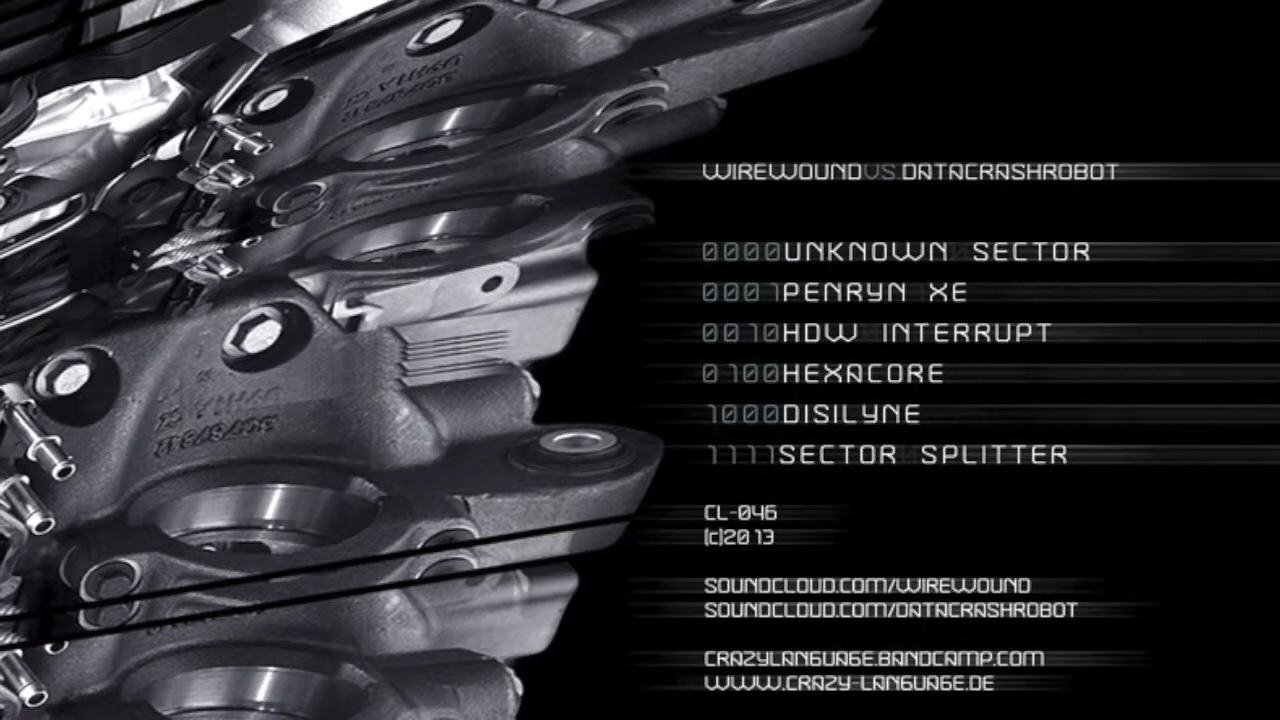 WIREWOUND VS. DATACRASHROBOT
0000 UNKNOWN SECTOR
0001 PENRYN XE
0010 HDW INTERRUPT
0100 HEXACORE
1000 DISILYNE
1111 SECTOR SPLITTER
CL-046
(c)2013
SOUNDCLOUD.COM/WIREWOUND
SOUNDCLOUD.COM/DATACRASHROBOT
CRAZYLANGUAGE.BANDCAMP.COM
WWW.CRAZY-LANGUAGE.DE